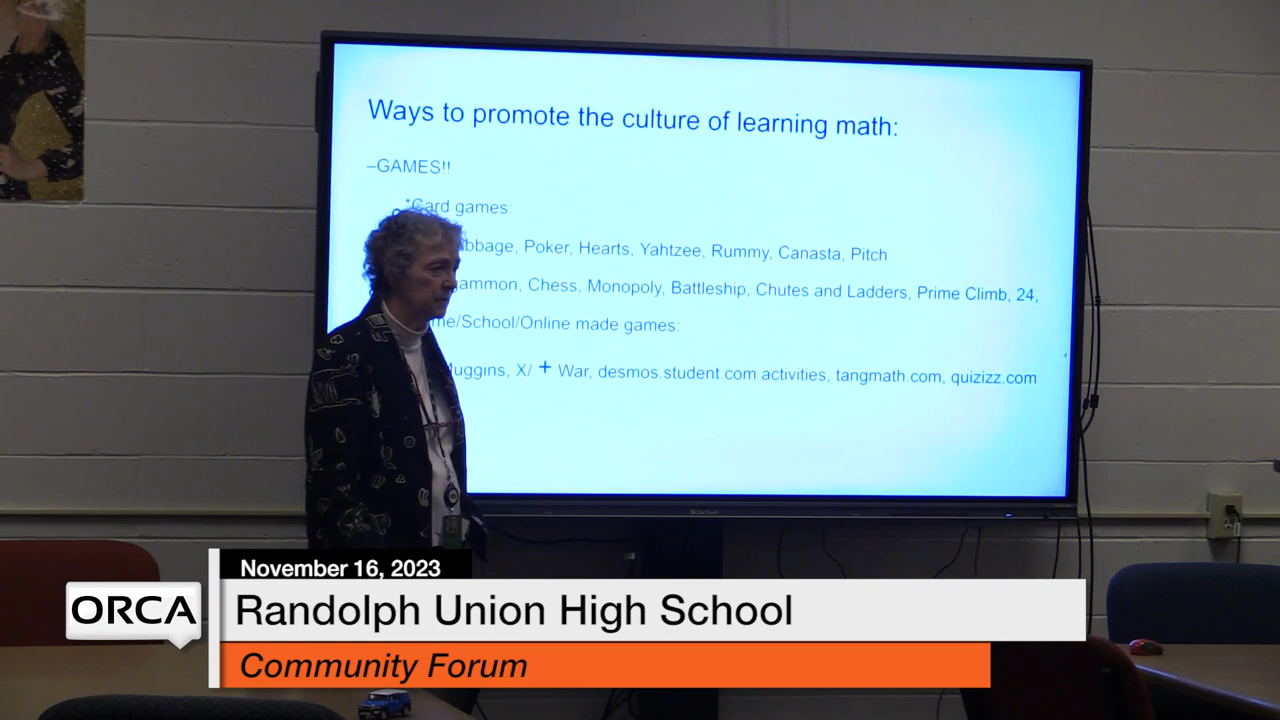 Ways to promote the culture of learning math:
–GAMES!!
*Card games:
bbage, Poker, Hearts, Yahtzee, Rummy, Canasta, Pitch
ammon, Chess, Monopoly, Battleship, Chutes and Ladders, Prime Climb, 24,
me/School/Online made games:
Muggins, X/ + War, desmos.student.com activities, tangmath.com, quizizz.com
November 16, 2023
ORCA
Randolph Union High School
Community Forum